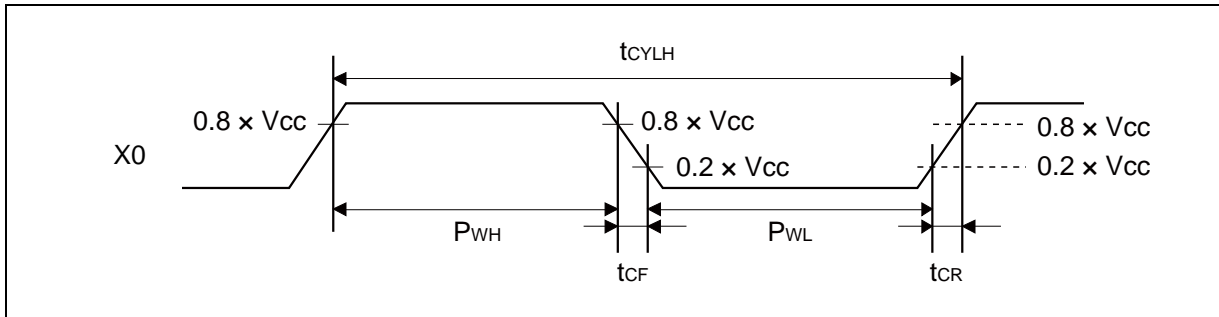 tCYLH
0.8 × Vcc
0.8 × Vcc
0.8 × Vcc
X0
0.2 × Vcc
0.2 × Vcc
PWH
PWL
tCF
tCR